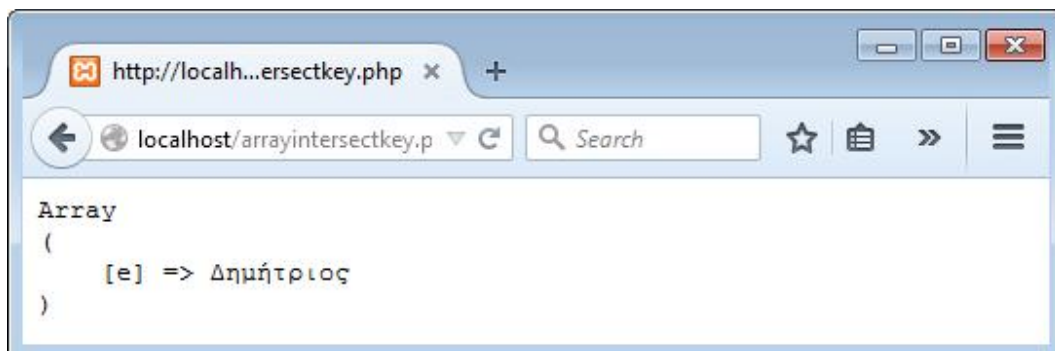 http://localh...ersectkey.php
localhost/arrayintersectkey.p
Search
Array
(
[e] => Δημήτριος
)